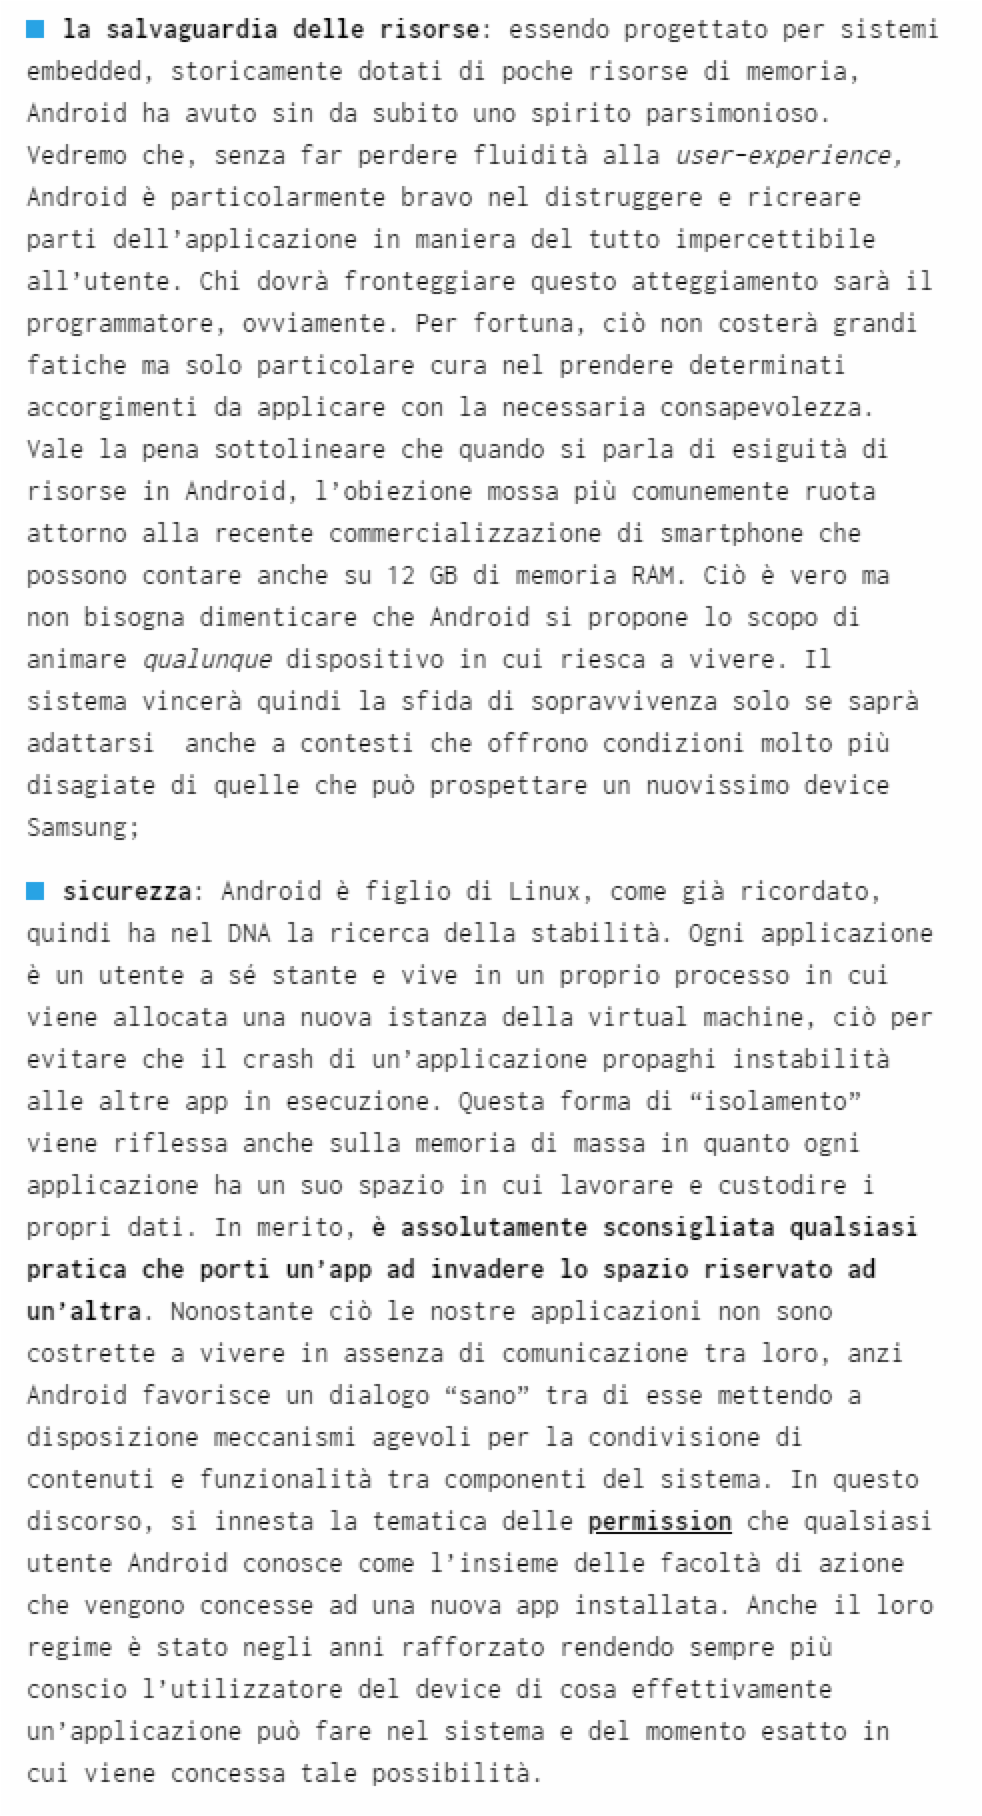 la salvaguardia delle risorse: essendo progettato per sistemi
embedded, storicamente dotati di poche risorse di memoria,
Android ha avuto sin da subito uno spirito parsimonioso.
Vedremo che, senza far perdere fluidità alla user-experience,
Android è particolarmente bravo nel distruggere e ricreare
parti dell’applicazione in maniera del tutto impercettibile
all’utente. Chi dovrà fronteggiare questo atteggiamento sarà il
programmatore, ovviamente. Per fortuna, ciò non costerà grandi
fatiche ma solo particolare cura nel prendere determinati
accorgimenti da applicare con la necessaria consapevolezza.
Vale la pena sottolineare che quando si parla di esiguità di
risorse in Android, l’obiezione mossa più comunemente ruota
attorno alla recente commercializzazione di smartphone che
possono contare anche su 12 GB di memoria RAM. Ciò è vero ma
non bisogna dimenticare che Android si propone lo scopo di
animare qualunque dispositivo in cui riesca a vivere. Il
sistema vincerà quindi la sfida di sopravvivenza solo se saprà
adattarsi  anche a contesti che offrono condizioni molto più
disagiate di quelle che può prospettare un nuovissimo device
Samsung;
sicurezza: Android è figlio di Linux, come già ricordato,
quindi ha nel DNA la ricerca della stabilità. Ogni applicazione
è un utente a sé stante e vive in un proprio processo in cui
viene allocata una nuova istanza della virtual machine, ciò per
evitare che il crash di un’applicazione propaghi instabilità
alle altre app in esecuzione. Questa forma di “isolamento”
viene riflessa anche sulla memoria di massa in quanto ogni
applicazione ha un suo spazio in cui lavorare e custodire i
propri dati. In merito, è assolutamente sconsigliata qualsiasi
pratica che porti un’app ad invadere lo spazio riservato ad
un’altra. Nonostante ciò le nostre applicazioni non sono
costrette a vivere in assenza di comunicazione tra loro, anzi
Android favorisce un dialogo “sano” tra di esse mettendo a
disposizione meccanismi agevoli per la condivisione di
contenuti e funzionalità tra componenti del sistema. In questo
discorso, si innesta la tematica delle permission che qualsiasi
utente Android conosce come l’insieme delle facoltà di azione
che vengono concesse ad una nuova app installata. Anche il loro
regime è stato negli anni rafforzato rendendo sempre più
conscio l’utilizzatore del device di cosa effettivamente
un’applicazione può fare nel sistema e del momento esatto in
cui viene concessa tale possibilità.